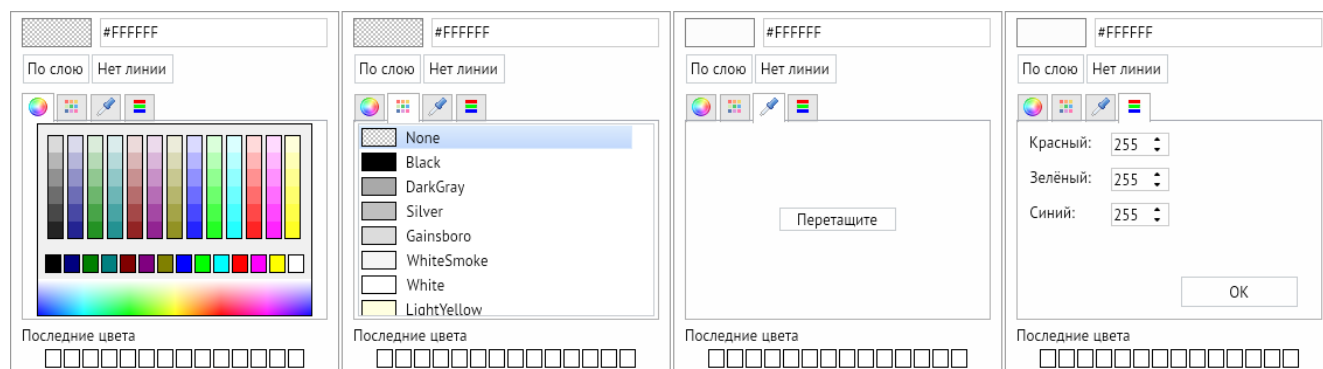 #FFFFFF
По слою Нет линии
Последние цвета
#FFFFFF
По слою Нет линии
None
Black
DarkGray
Silver
Gainsboro
WhiteSmoke
White
LightYellow
Последние цвета
#FFFFFF
По слою Нет линии
Перетащите
Последние цвета
#FFFFFF
По слою Нет линии
Красный: 255
Зелёный: 255
Синий: 255
OK
Последние цвета